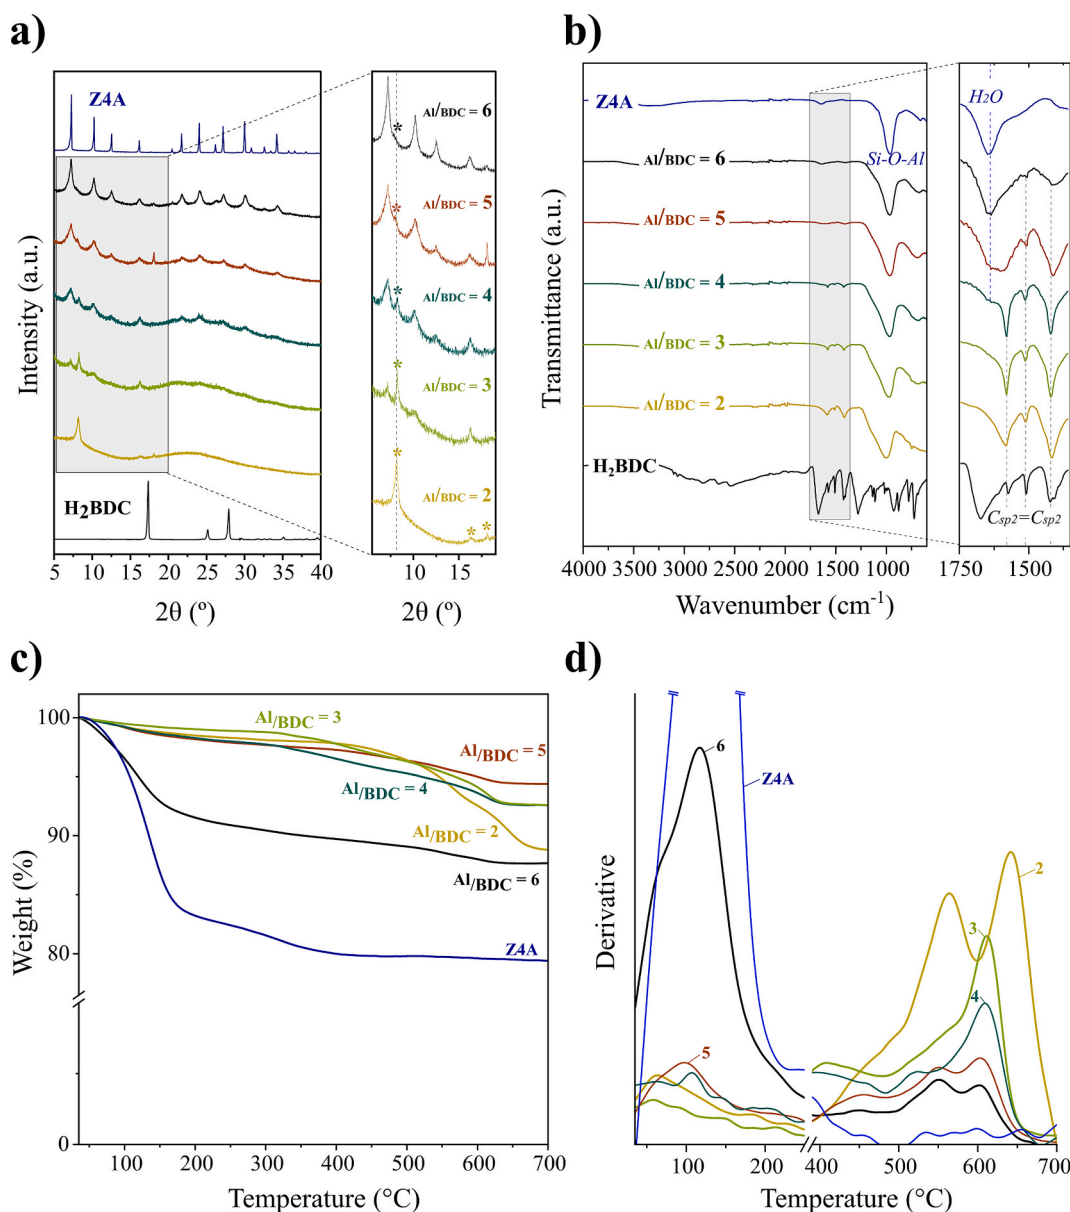 a)
Z4A
Al/BDC = 6
*
Al/BDC = 5
*
Al/BDC = 4
*
Al/BDC = 3
*
Al/BDC = 2
*
* *
H2BDC
Intensity (a.u.)
5 10 15 20 25 30 35 40
10 15
2θ (º)
2θ (º)
b)
Z4A
H2O
Si-O-Al
Al/BDC = 6
Al/BDC = 5
Al/BDC = 4
Al/BDC = 3
Al/BDC = 2
H2BDC
Csp2=Csp2
Transmittance (a.u.)
4000 3500 3000 2500 2000 1500 1000
1750 1500
Wavenumber (cm-1)
c)
Al/BDC = 3
Al/BDC = 5
Al/BDC = 4
Al/BDC = 2
Al/BDC = 6
Z4A
Weight (%)
100
90
80
0
100 200 300 400 500 600 700
Temperature (°C)
d)
6
Z4A
2
3
4
5
Derivative
100 200 400 500 600 700
Temperature (°C)